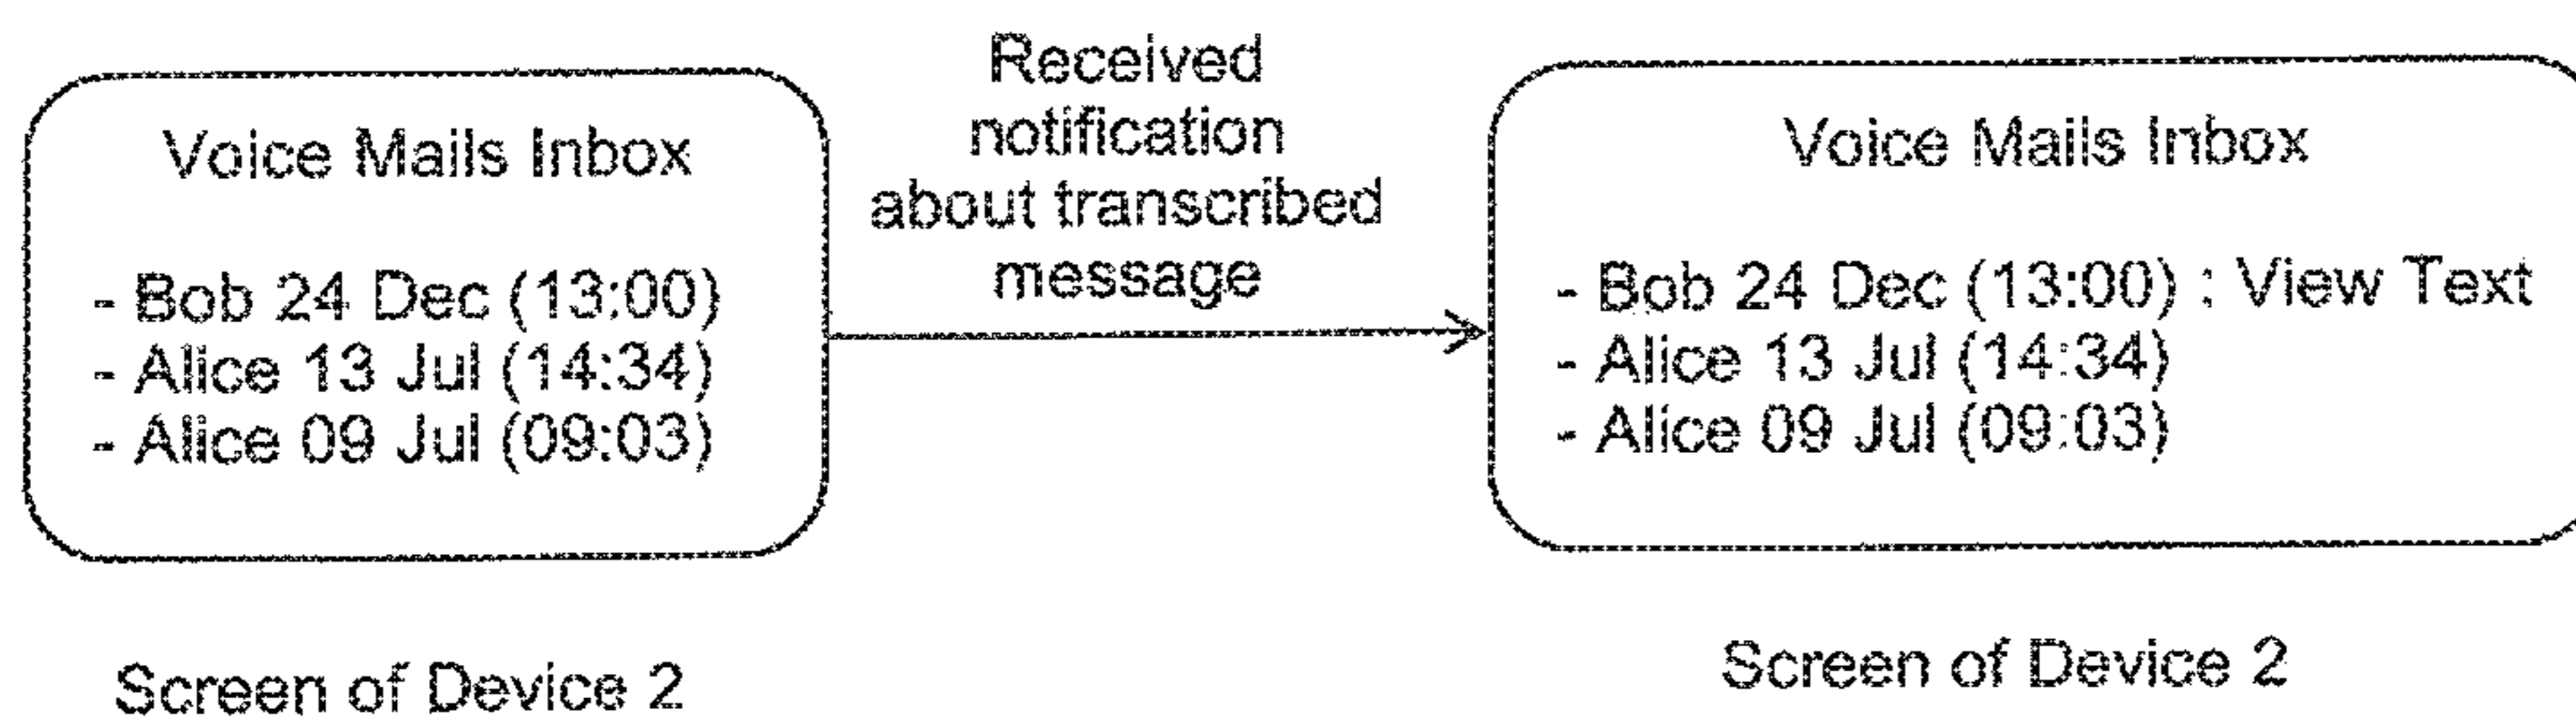 Voice Mails Inbox
- Bob 24 Dec (13:00)
- Alice 13 Jul (14:34)
- Alice 09 Jul (09:03)
Screen of Device 2
Received
notification
about transcribed
message
Voice Mails Inbox
- Bob 24 Dec (13:00) : View Text
- Alice 13 Jul (14:34)
- Alice 09 Jul (09:03)
Screen of Device 2